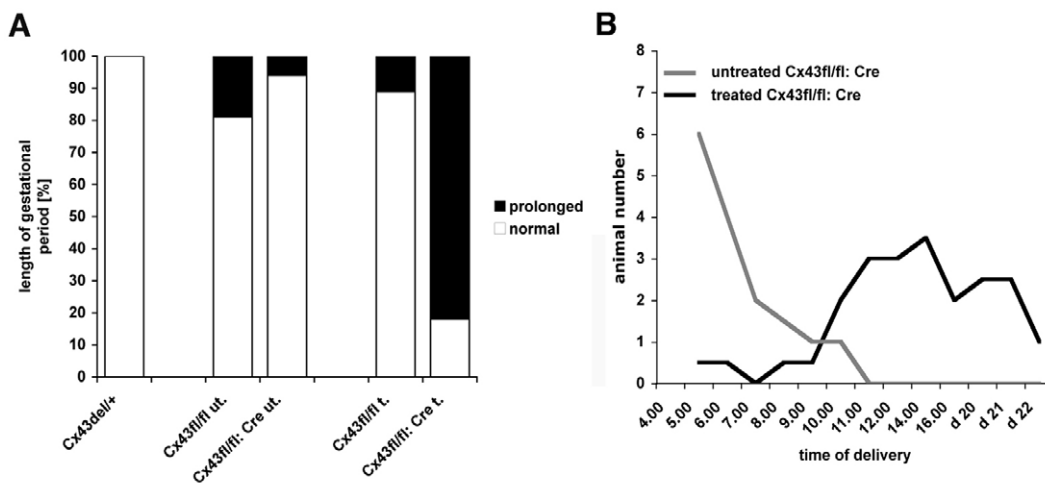 A
100
90
80
70
60
50
40
30
20
10
0
length of gestational
period [%]
Cx43del/+
Cx43fl/fl ut.
Cx43fl/fl: Cre ut.
Cx43fl/fl t.
Cx43fl/fl: Cre t.
prolonged
normal
B
8
7
6
5
4
3
2
1
0
animal number
untreated Cx43fl/fl: Cre
treated Cx43fl/fl: Cre
4.00
5.00
6.00
7.00
8.00
9.00
10.00
11.00
12.00
14.00
16.00
d 20
d 21
d 22
time of delivery